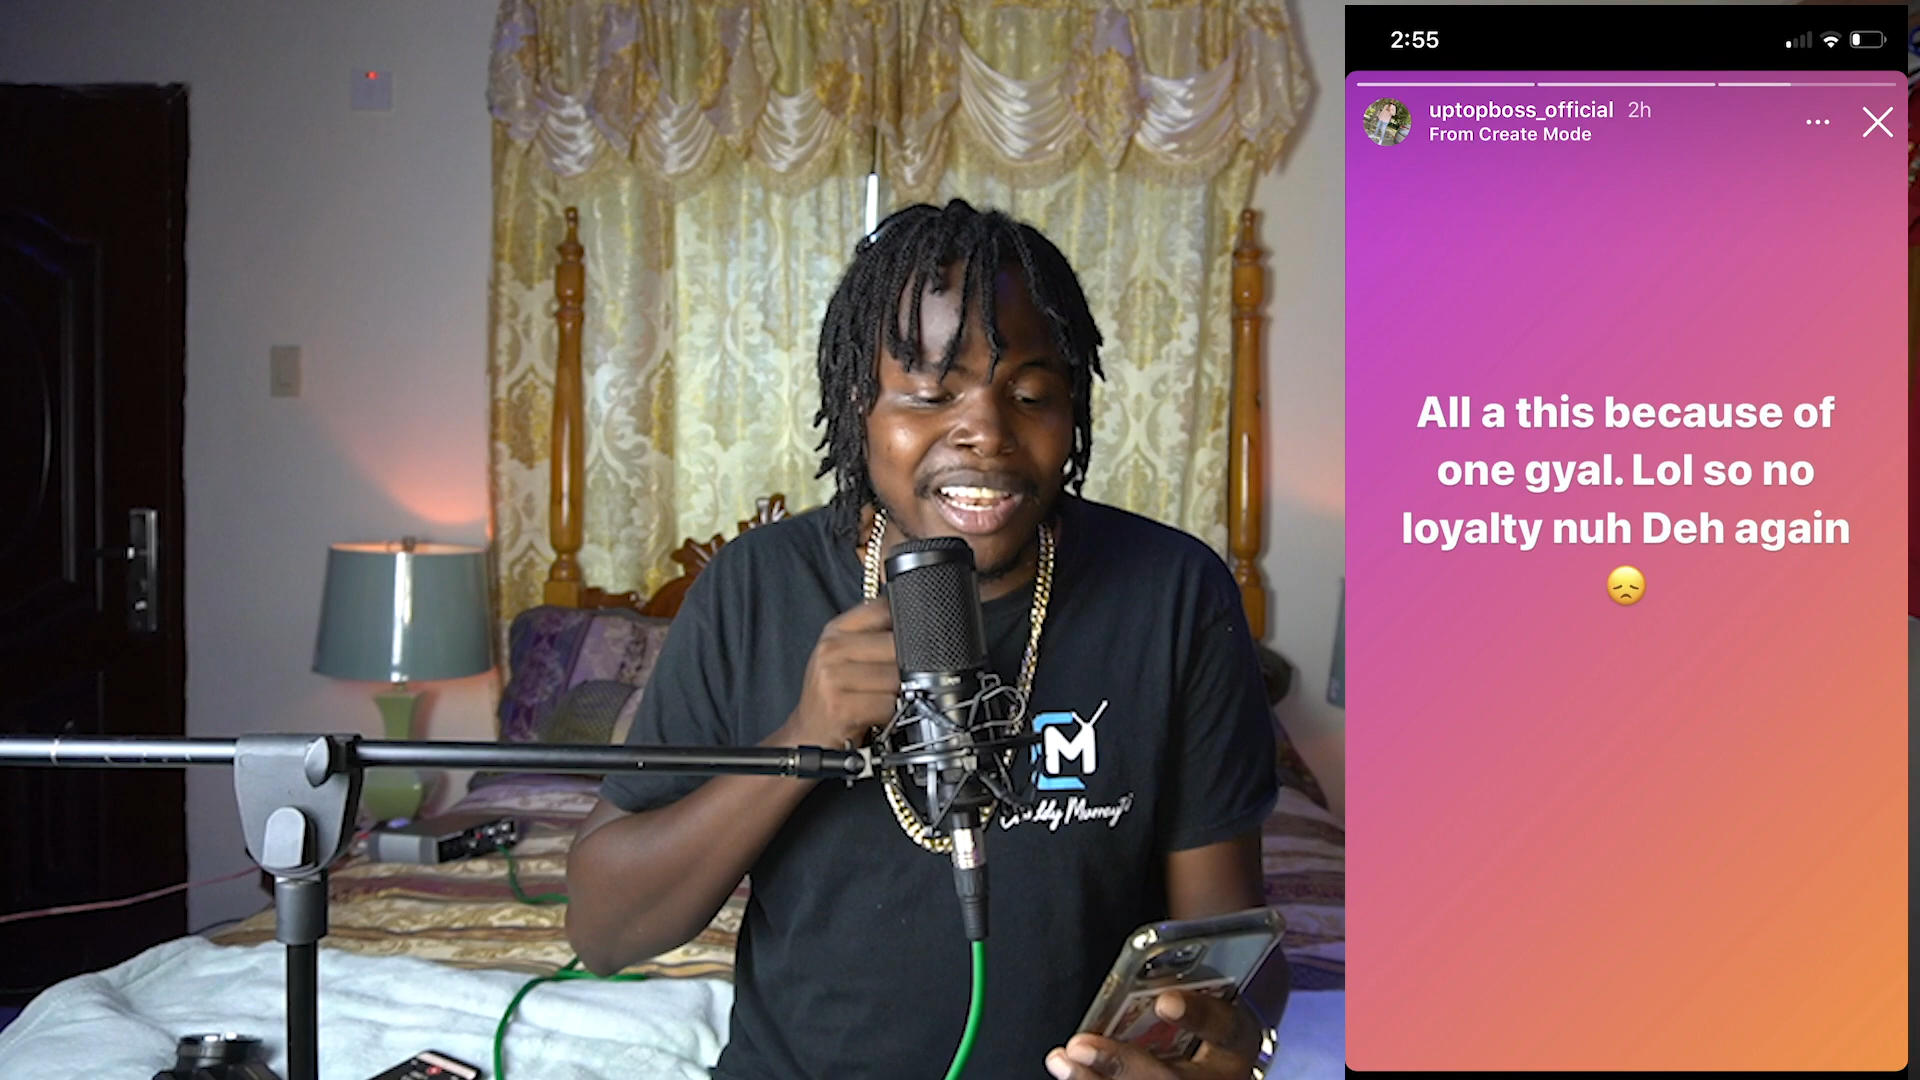 2:55
uptopboss_official 2h
From Create Mode
All a this because of
one gyal. Lol so no
loyalty nuh Deh again
M